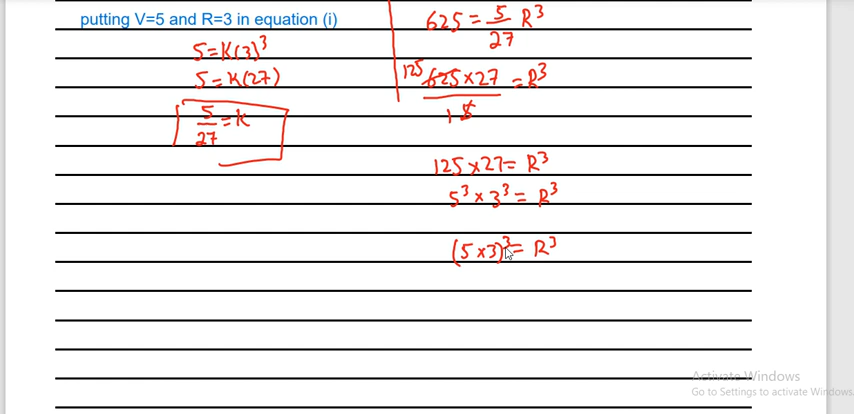 putting V=5 and R=3 in equation (i)
5=K(3)³
5=K(27)
5/27=K
625=5/27 R³
125 625×27/1 5=R³
125×27=R³
5³×3³=R³
(5×3)³=R³
Activate Windows
Go to Settings to activate Windows.